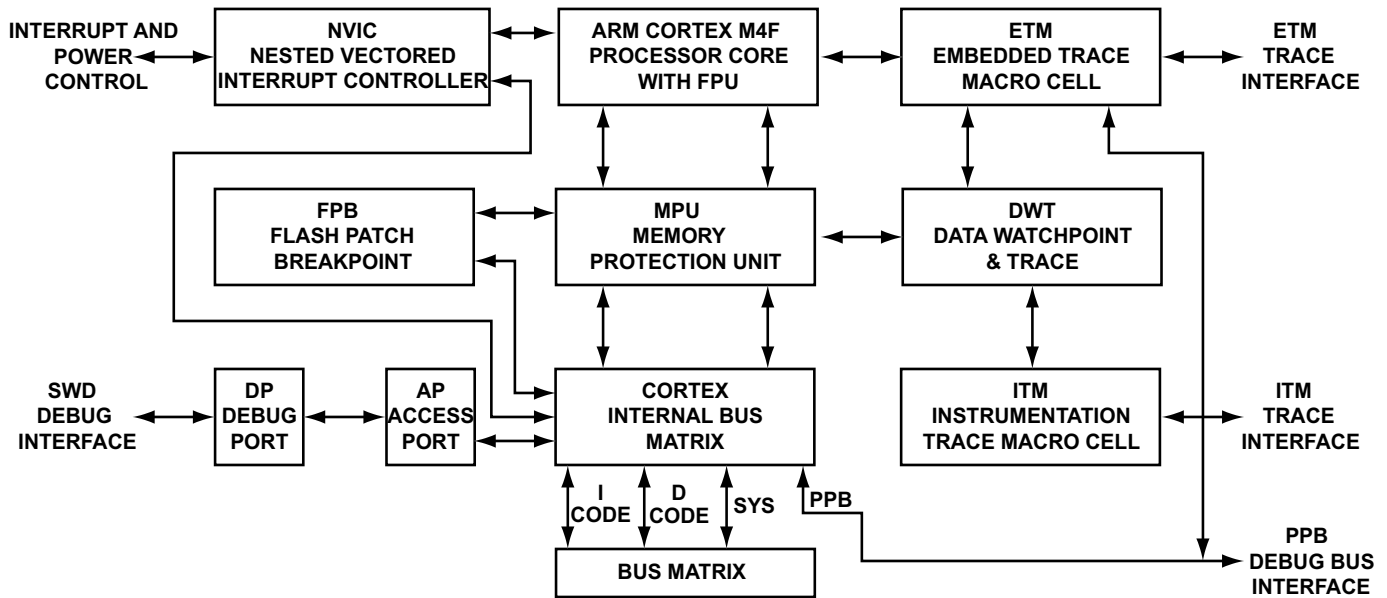 INTERRUPT AND
POWER
CONTROL
NVIC
NESTED VECTORED
INTERRUPT CONTROLLER
ARM CORTEX M4F
PROCESSOR CORE
WITH FPU
ETM
EMBEDDED TRACE
MACRO CELL
ETM
TRACE
INTERFACE
FPB
FLASH PATCH
BREAKPOINT
MPU
MEMORY
PROTECTION UNIT
DWT
DATA WATCHPOINT
& TRACE
SWD
DEBUG
INTERFACE
DP
DEBUG
PORT
AP
ACCESS
PORT
CORTEX
INTERNAL BUS
MATRIX
ITM
INSTRUMENTATION
TRACE MACRO CELL
ITM
TRACE
INTERFACE
I
CODE
D
CODE
SYS
PPB
BUS MATRIX
PPB
DEBUG BUS
INTERFACE